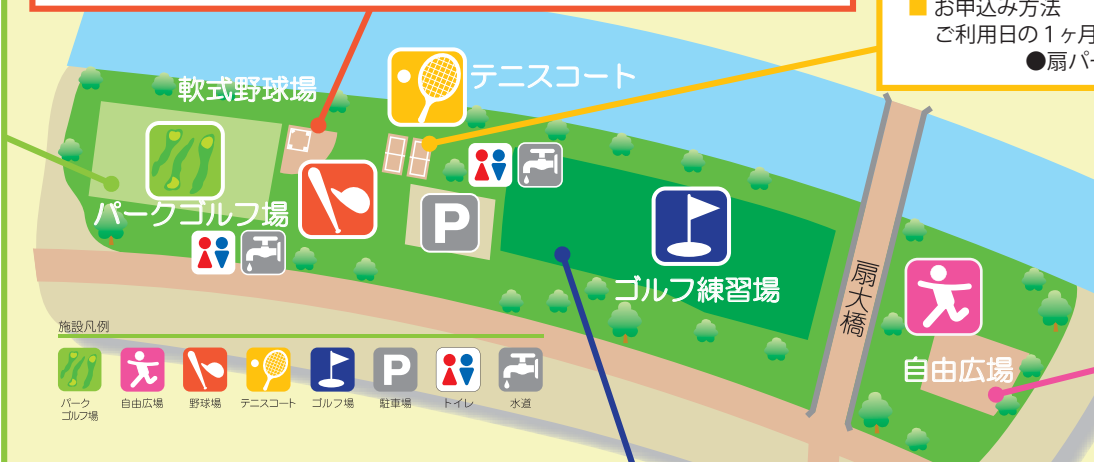 ■ お申込み方法
ご利用日の1ヶ月
●扇パー
軟式野球場
テニスコート
パークゴルフ場
P
ゴルフ練習場
扇大橋
自由広場
施設凡例
P
パーク
ゴルフ場
自由広場
野球場
テニスコート
ゴルフ場
駐車場
トイレ
水道